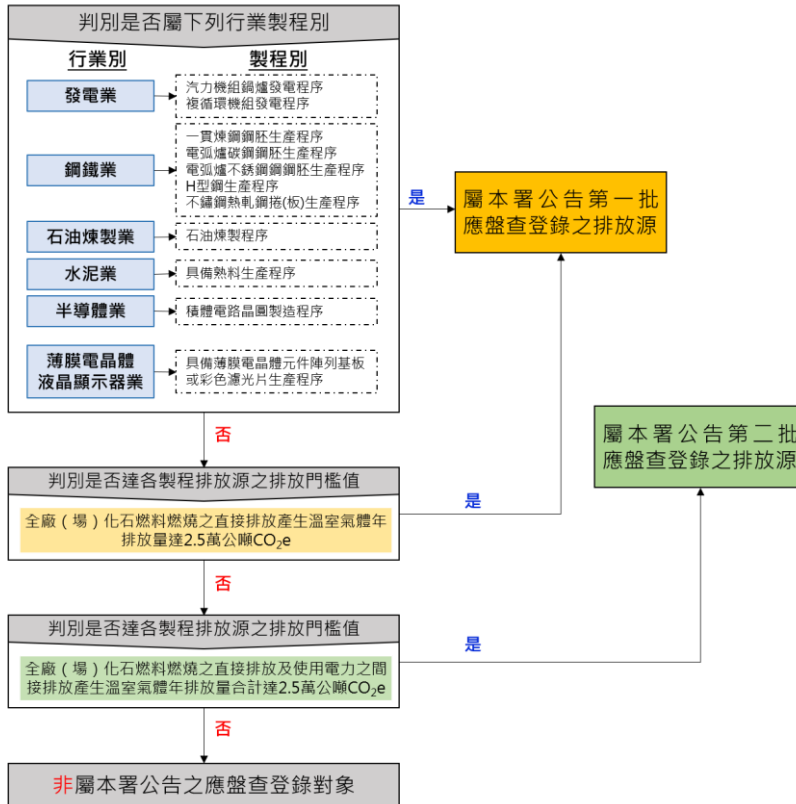 判別是否屬下列行業製程別
行業別
製程別
發電業
汽力機組鍋爐發電程序
複循環機組發電程序
鋼鐵業
一貫煉鋼鋼胚生產程序
電弧爐碳鋼鋼胚生產程序
電弧爐不銹鋼鋼鋼胚生產程序
H型鋼生產程序
不鏽鋼熱軋鋼捲(板)生產程序
石油煉製業
石油煉製程序
水泥業
具備熟料生產程序
半導體業
積體電路晶圓製造程序
薄膜電晶體
液晶顯示器業
具備薄膜電晶體元件陣列基板
或彩色濾光片生產程序
是
屬本署公告第一批
應盤查登錄之排放源
否
屬本署公告第二批
應盤查登錄之排放源
判別是否達各製程排放源之排放門檻值
全廠（場）化石燃料燃燒之直接排放產生溫室氣體年
排放量達2.5萬公噸CO₂e
是
否
判別是否達各製程排放源之排放門檻值
全廠（場）化石燃料燃燒之直接排放及使用電力之間
接排放產生溫室氣體年排放量合計達2.5萬公噸CO₂e
是
否
非屬本署公告之應盤查登錄對象